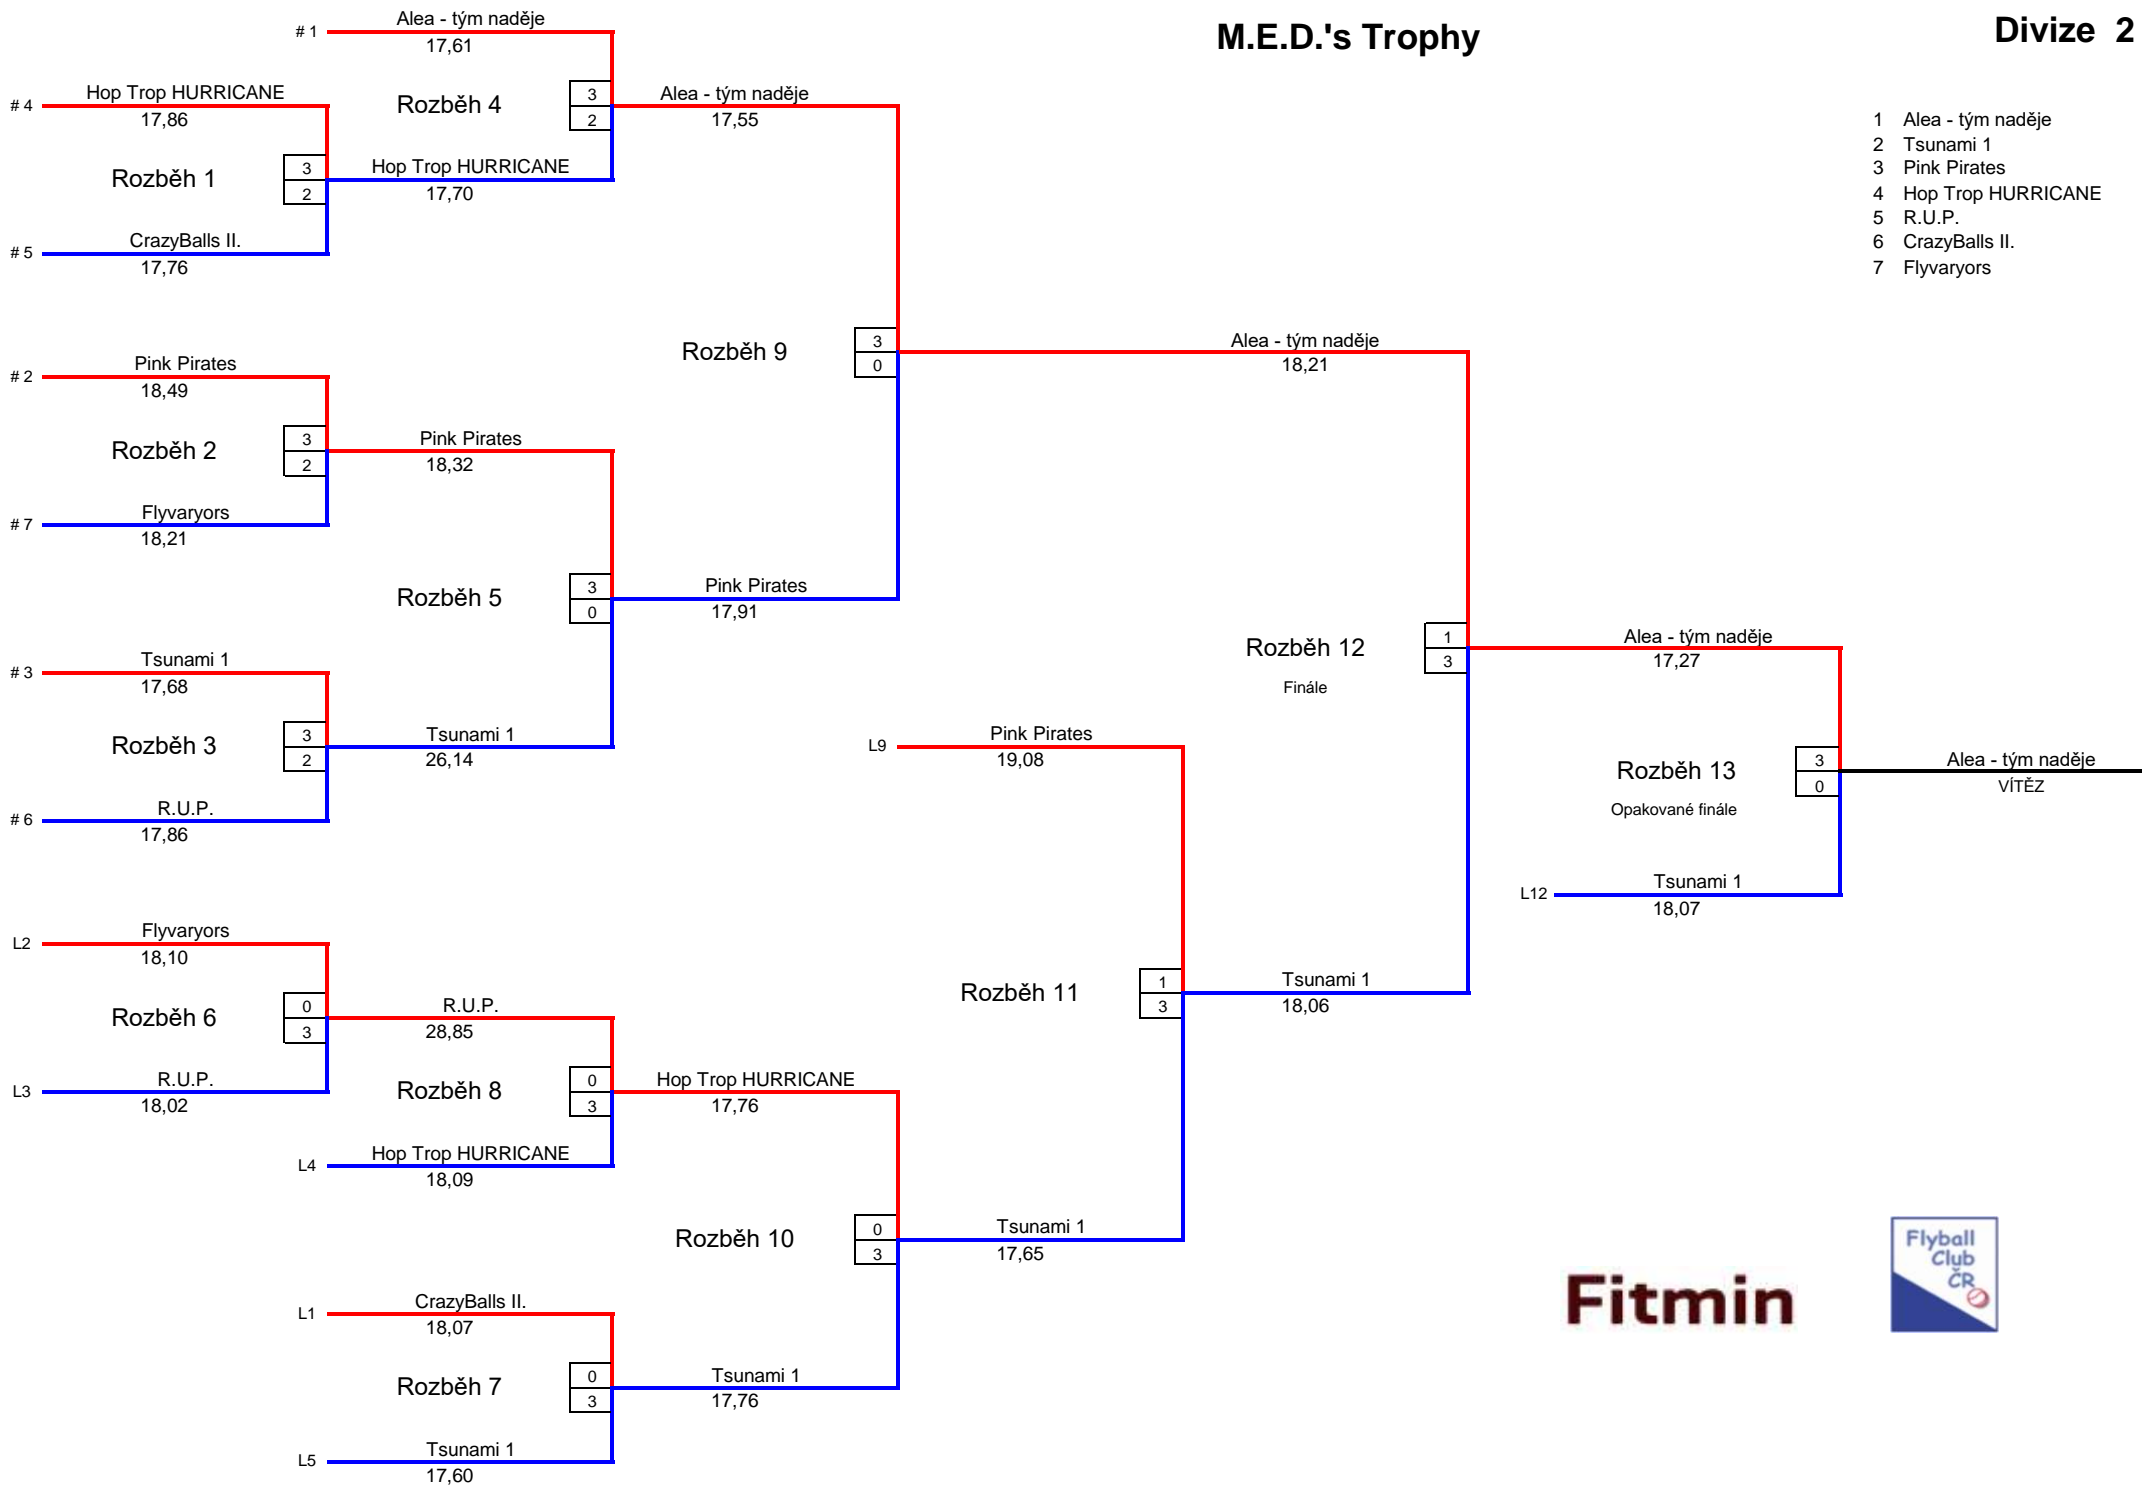 M.E.D.'s Trophy
Divize 2
1 Alea - tým naděje
2 Tsunami 1
3 Pink Pirates
4 Hop Trop HURRICANE
5 R.U.P.
6 CrazyBalls II.
7 Flyvaryors
# 1
Alea - tým naděje
17,61
# 4
Hop Trop HURRICANE
17,86
Rozběh 4
3
2
Alea - tým naděje
17,55
Rozběh 1
3
2
Hop Trop HURRICANE
17,70
# 5
CrazyBalls II.
17,76
Rozběh 9
3
0
Alea - tým naděje
18,21
# 2
Pink Pirates
18,49
Rozběh 2
3
2
Pink Pirates
18,32
# 7
Flyvaryors
18,21
Rozběh 5
3
0
Pink Pirates
17,91
# 3
Tsunami 1
17,68
Rozběh 3
3
2
Tsunami 1
26,14
# 6
R.U.P.
17,86
Rozběh 12
Finále
1
3
Alea - tým naděje
17,27
L9
Pink Pirates
19,08
Rozběh 13
Opakované finále
3
0
Alea - tým naděje
VÍTĚZ
L12
Tsunami 1
18,07
L2
Flyvaryors
18,10
Rozběh 6
0
3
R.U.P.
28,85
L3
R.U.P.
18,02
Rozběh 11
1
3
Tsunami 1
18,06
Rozběh 8
0
3
Hop Trop HURRICANE
17,76
L4
Hop Trop HURRICANE
18,09
Rozběh 10
0
3
Tsunami 1
17,65
L1
CrazyBalls II.
18,07
Rozběh 7
0
3
Tsunami 1
17,76
L5
Tsunami 1
17,60
Fitmin
Flyball
Club
ČR